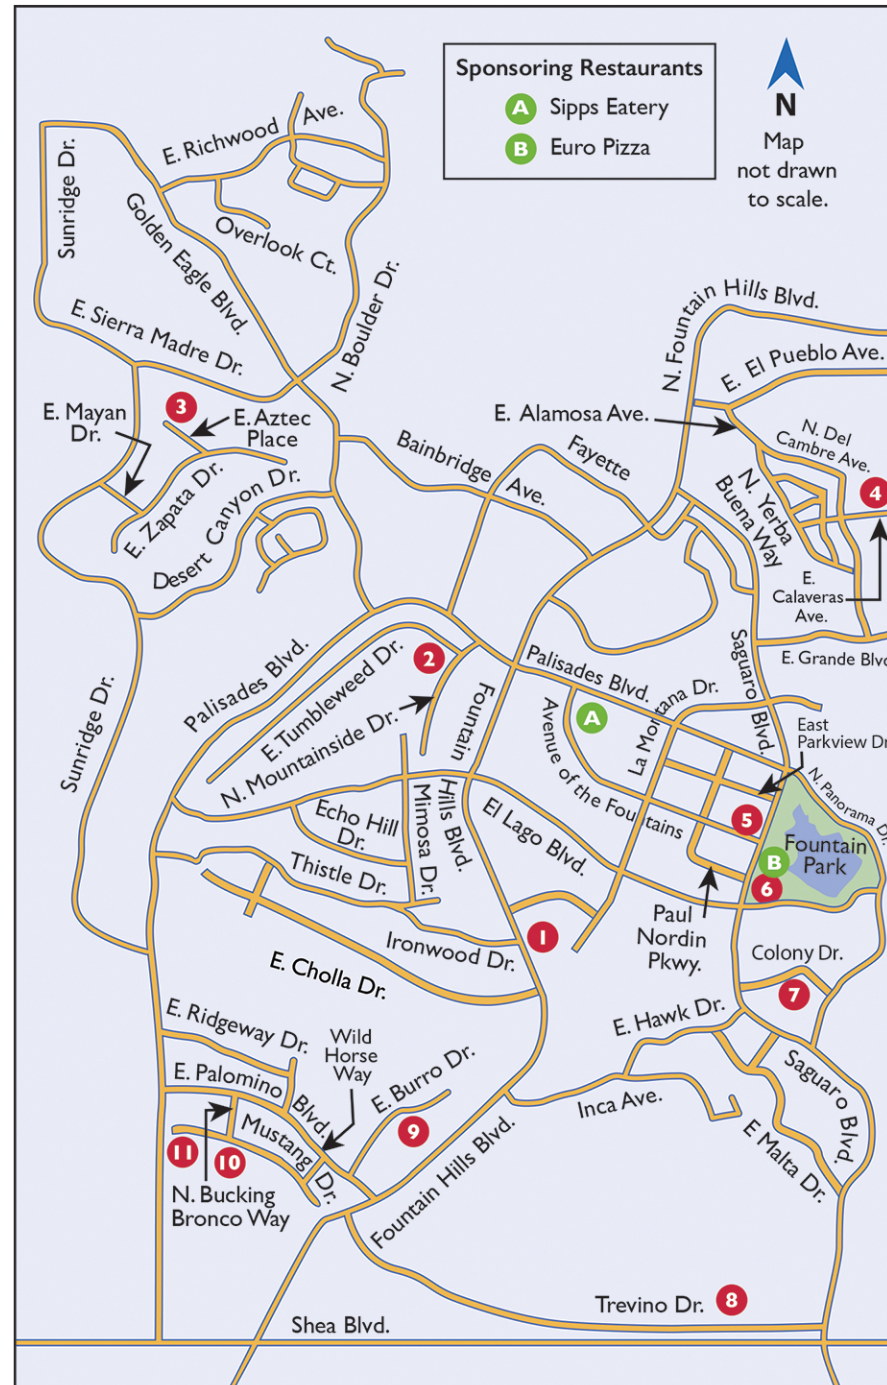 Sponsoring Restaurants
A Sipps Eatery
B Euro Pizza
N
Map
not drawn
to scale.
E. Richwood Ave.
Sunridge Dr.
Golden Eagle Blvd.
Overlook Ct.
N. Boulder Dr.
E. Sierra Madre Dr.
N. Fountain Hills Blvd.
E. El Pueblo Ave.
3
E. Mayan
Dr.
E. Aztec
Place
E. Alamosa Ave.
N. Del
Cambre Ave.
Bainbridge
Ave.
Fayette
E. Zapata Dr.
Desert Canyon Dr.
N. Yerba
Buena Way
4
E.
Calaveras
Ave.
Palisades Blvd.
E. Tumbleweed Dr.
2
N. Mountainside Dr.
Palisades Blvd.
La Montana Dr.
Saguaro Blvd.
E. Grande Blvd
Sunridge Dr.
A
Avenue of the Fountains
East
Parkview Dr
N. Panorama Dr.
Fountain
Hills Blvd.
Mimosa Dr.
Echo Hill
Dr.
El Lago Blvd.
5
Fountain
Park
B
6
Thistle Dr.
Ironwood Dr.
1
Paul
Nordin
Pkwy.
E. Cholla Dr.
Colony Dr.
7
E. Ridgeway Dr.
Wild
Horse
Way
E. Hawk Dr.
E. Palomino
Blvd.
E. Burro Dr.
Inca Ave.
Saguaro Blvd.
Mustang
Dr.
9
11
10
E Malta Dr.
N. Bucking
Bronco Way
Fountain Hills Blvd.
Trevino Dr. 8
Shea Blvd.